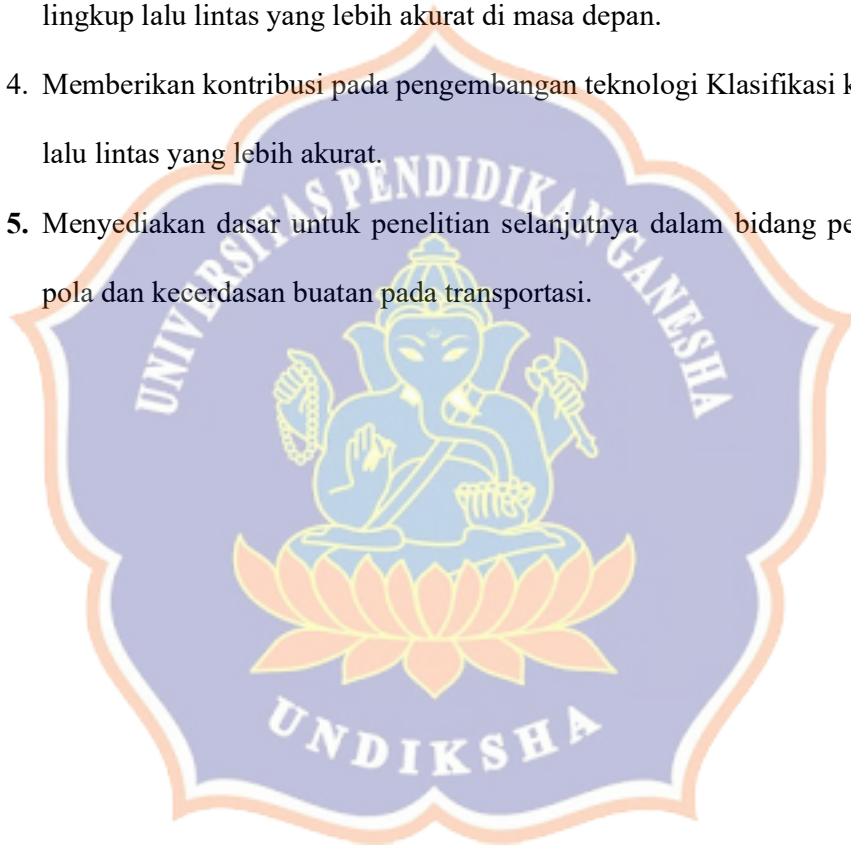 lingkup lalu lintas yang lebih akurat di masa depan.
4. Memberikan kontribusi pada pengembangan teknologi Klasifikasi
lalu lintas yang lebih akurat.
5. Menyediakan dasar untuk penelitian selanjutnya dalam bidang
pola dan kecerdasan buatan pada transportasi.
UNIVERSITAS PENDIDIKAN GANESHA
UNDIKSHA